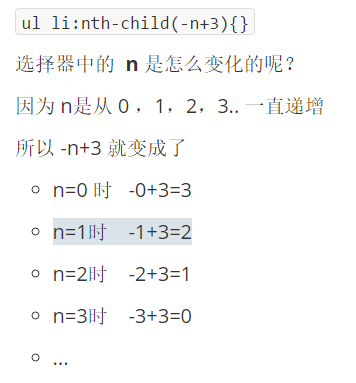 ul li:nth-child(-n+3){}
选择器中的 n 是怎么变化的呢？
因为 n是从 0 ，1，2，3.. 一直递增
所以 -n+3 就变成了
n=0 时 -0+3=3
n=1时 -1+3=2
n=2时 -2+3=1
n=3时 -3+3=0
...